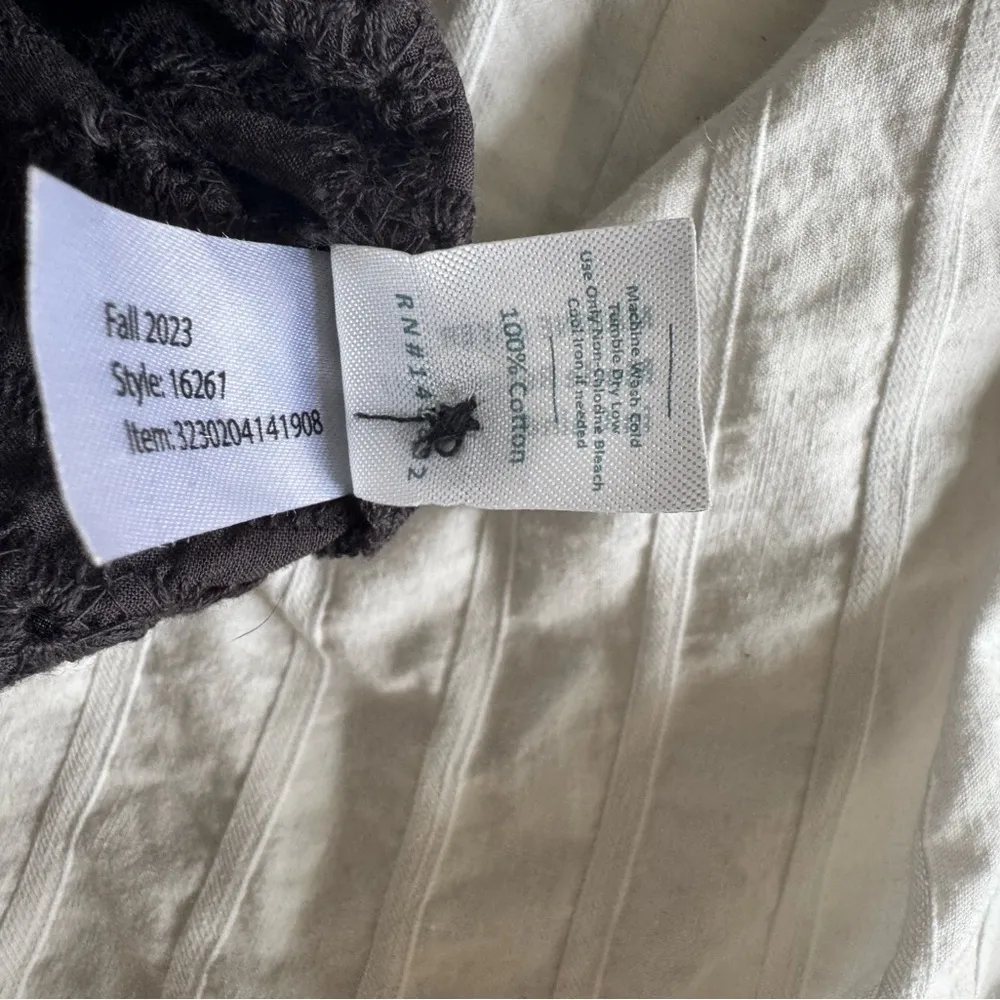 Fall 2023
Style: 16261
Item:3230204141908
100% Cotton
Machine Wash Cold
Tumble Dry Low
Use Only Non-Chlorine Bleach
Cool Iron if needed